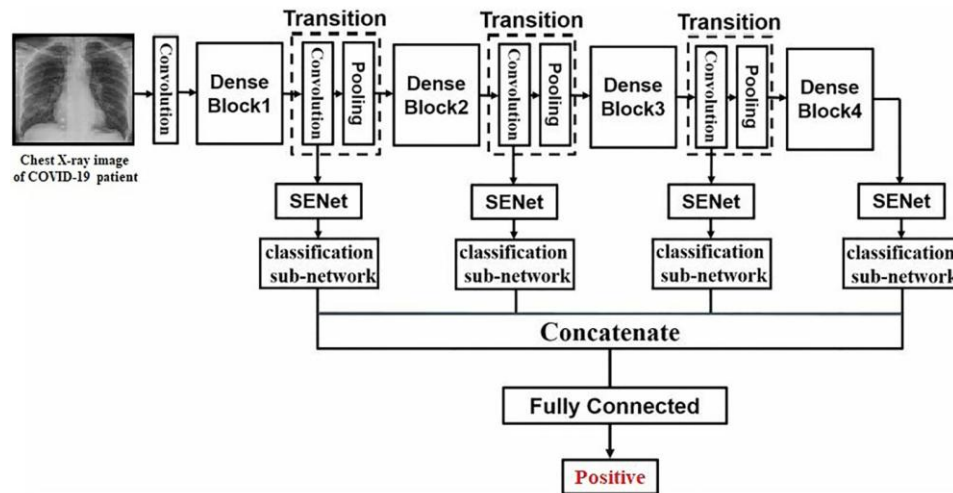 Transition
Transition
Transition
Convolution
Dense
Block1
Convolution
Pooling
Dense
Block2
Convolution
Pooling
Dense
Block3
Convolution
Pooling
Dense
Block4
Chest X-ray image
of COVID-19 patient
SENet
SENet
SENet
SENet
classification
sub-network
classification
sub-network
classification
sub-network
classification
sub-network
Concatenate
Fully Connected
Positive